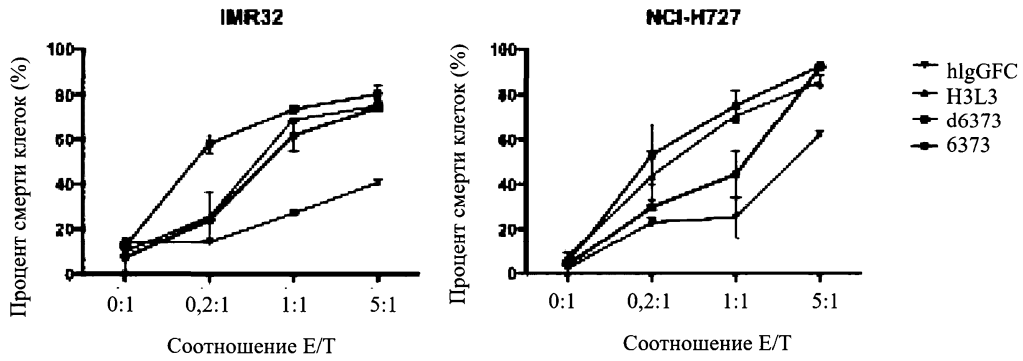 IMR32
NCI-H727
Процент смерти клеток (%)
100
80
60
40
20
0
0:1
0,2:1
1:1
5:1
Соотношение E/T
Процент смерти клеток (%)
100
80
60
40
20
0
0:1
0,2:1
1:1
5:1
Соотношение E/T
hIgGFC
H3L3
d6373
6373